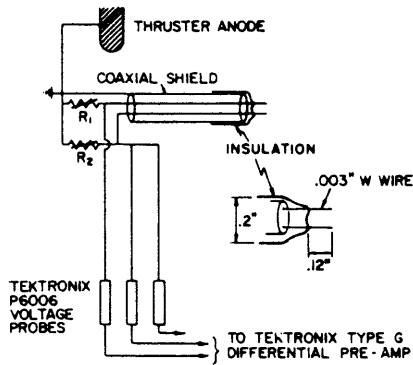 THRUSTER ANODE
COAXIAL SHIELD
R1
R2
INSULATION
.003" W WIRE
.2"
.12"
TEKTRONIX
P6006
VOLTAGE
PROBES
TO TEKTRONIX TYPE G
DIFFERENTIAL PRE-AMP